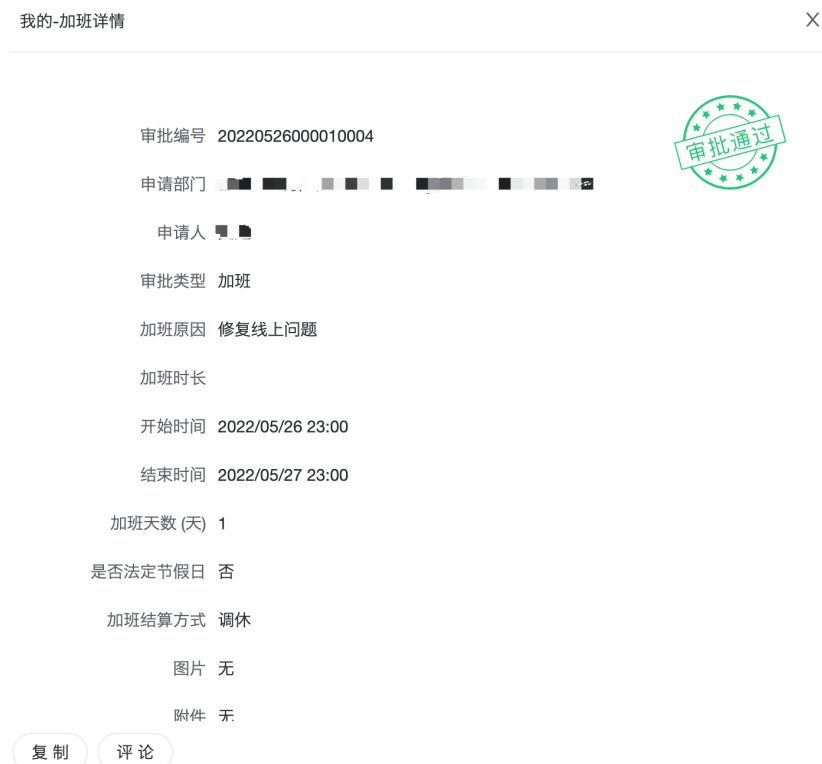 我的-加班详情
审批编号 20220526000010004
审批通过
申请部门
申请人
审批类型 加班
加班原因 修复线上问题
加班时长
开始时间 2022/05/26 23:00
结束时间 2022/05/27 23:00
加班天数 (天) 1
是否法定节假日 否
加班结算方式 调休
图片 无
附件 无
复制 评论